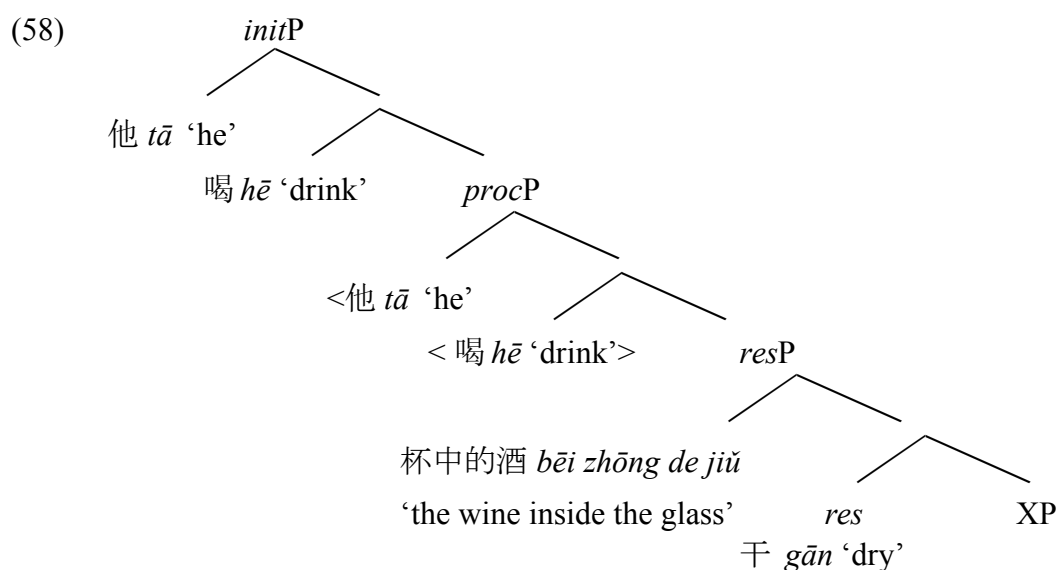 (58) initP
他 tā ‘he’
喝 hē ‘drink’ procP
<他 tā ‘he’
< 喝 hē ‘drink’> resP
杯中的酒 bēi zhōng de jiǔ
‘the wine inside the glass’ res XP
干 gān ‘dry’